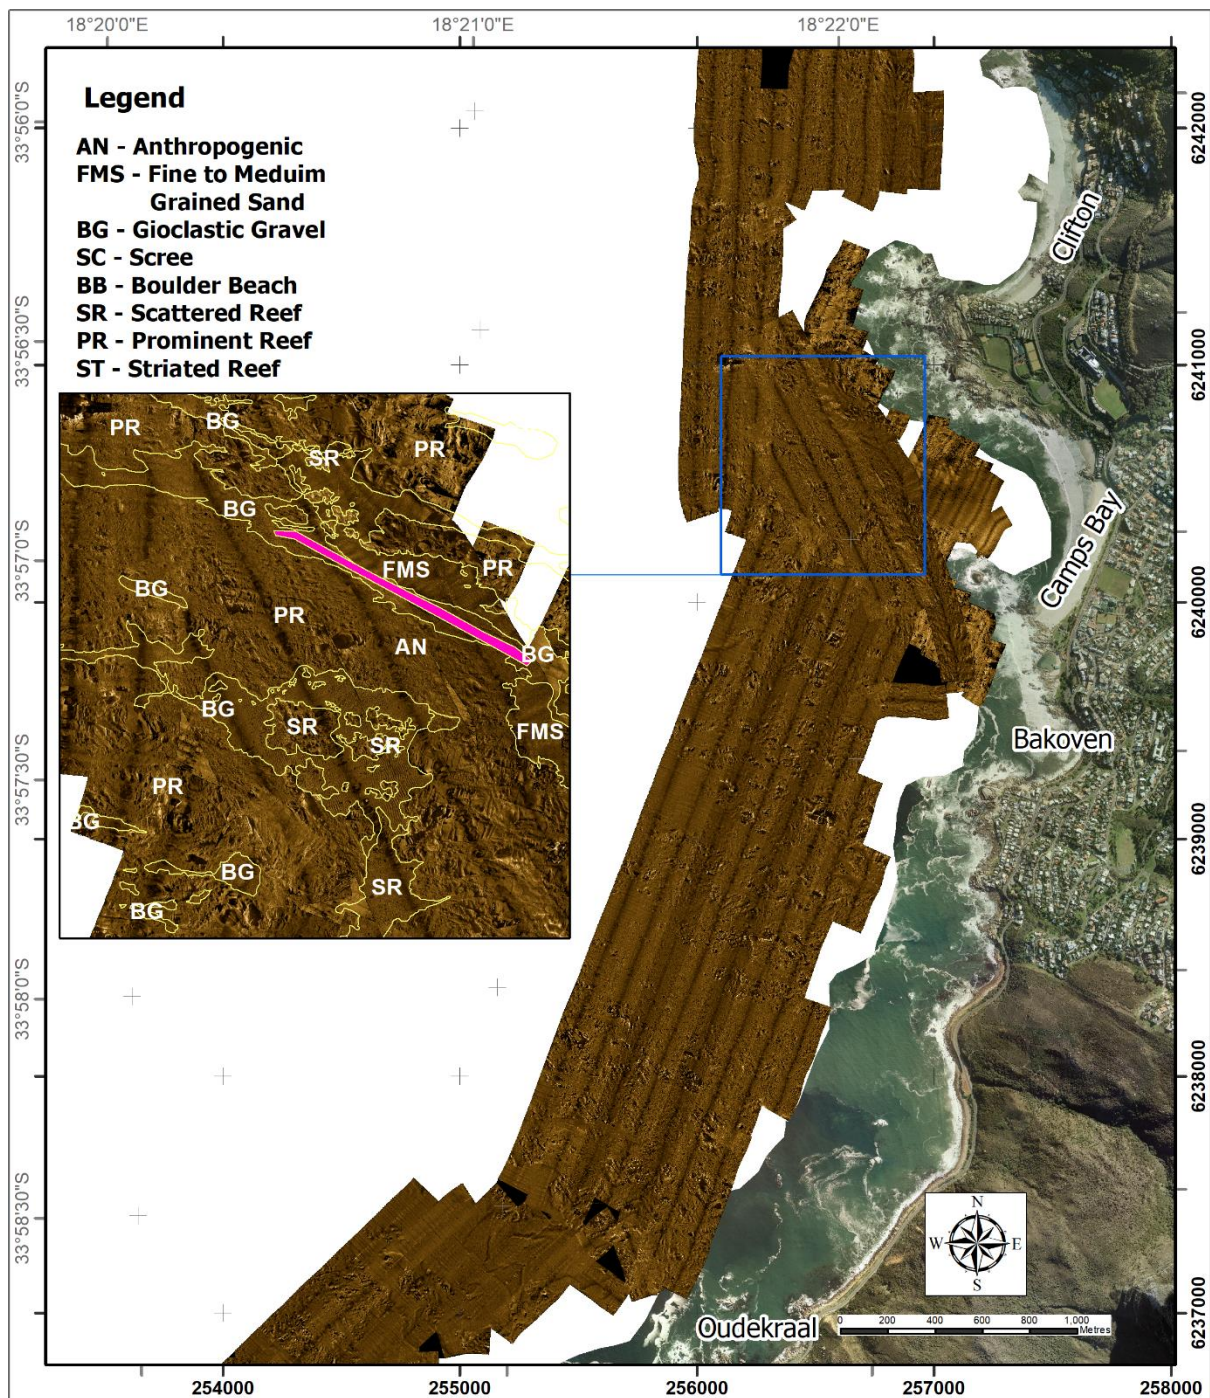 18°20'0"E 18°21'0"E 18°22'0"E
33°56'0"S
33°56'30"S
33°57'0"S
33°57'30"S
33°58'0"S
33°58'30"S
Legend
AN - Anthropogenic
FMS - Fine to Meduim
Grained Sand
BG - Gioclastic Gravel
SC - Scree
BB - Boulder Beach
SR - Scattered Reef
PR - Prominent Reef
ST - Striated Reef
PR
BG
SR
PR
BG
FMS
PR
BG
PR
AN
BG
BG
SR
SR
FMS
PR
BG
BG
SR
BG
Clifton
Camps Bay
Bakoven
Oudekraal
N
W E
S
0 200 400 600 800 1,000
Metres
6242000
6241000
6240000
6239000
6238000
6237000
254000 255000 256000 257000 258000